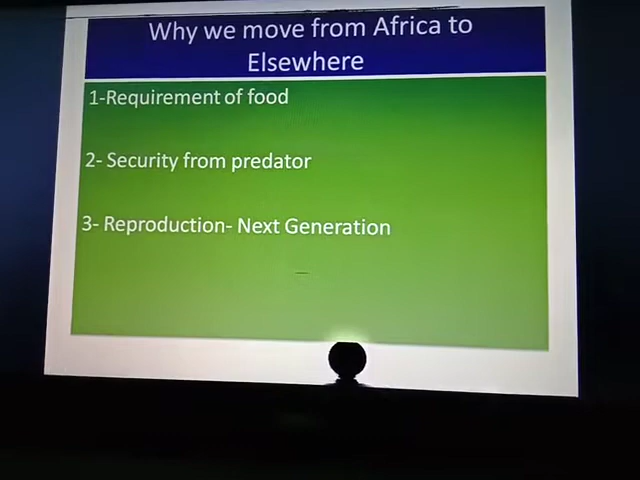 Why we move from Africa to
Elsewhere
1-Requirement of food
2- Security from predator
3- Reproduction- Next Generation